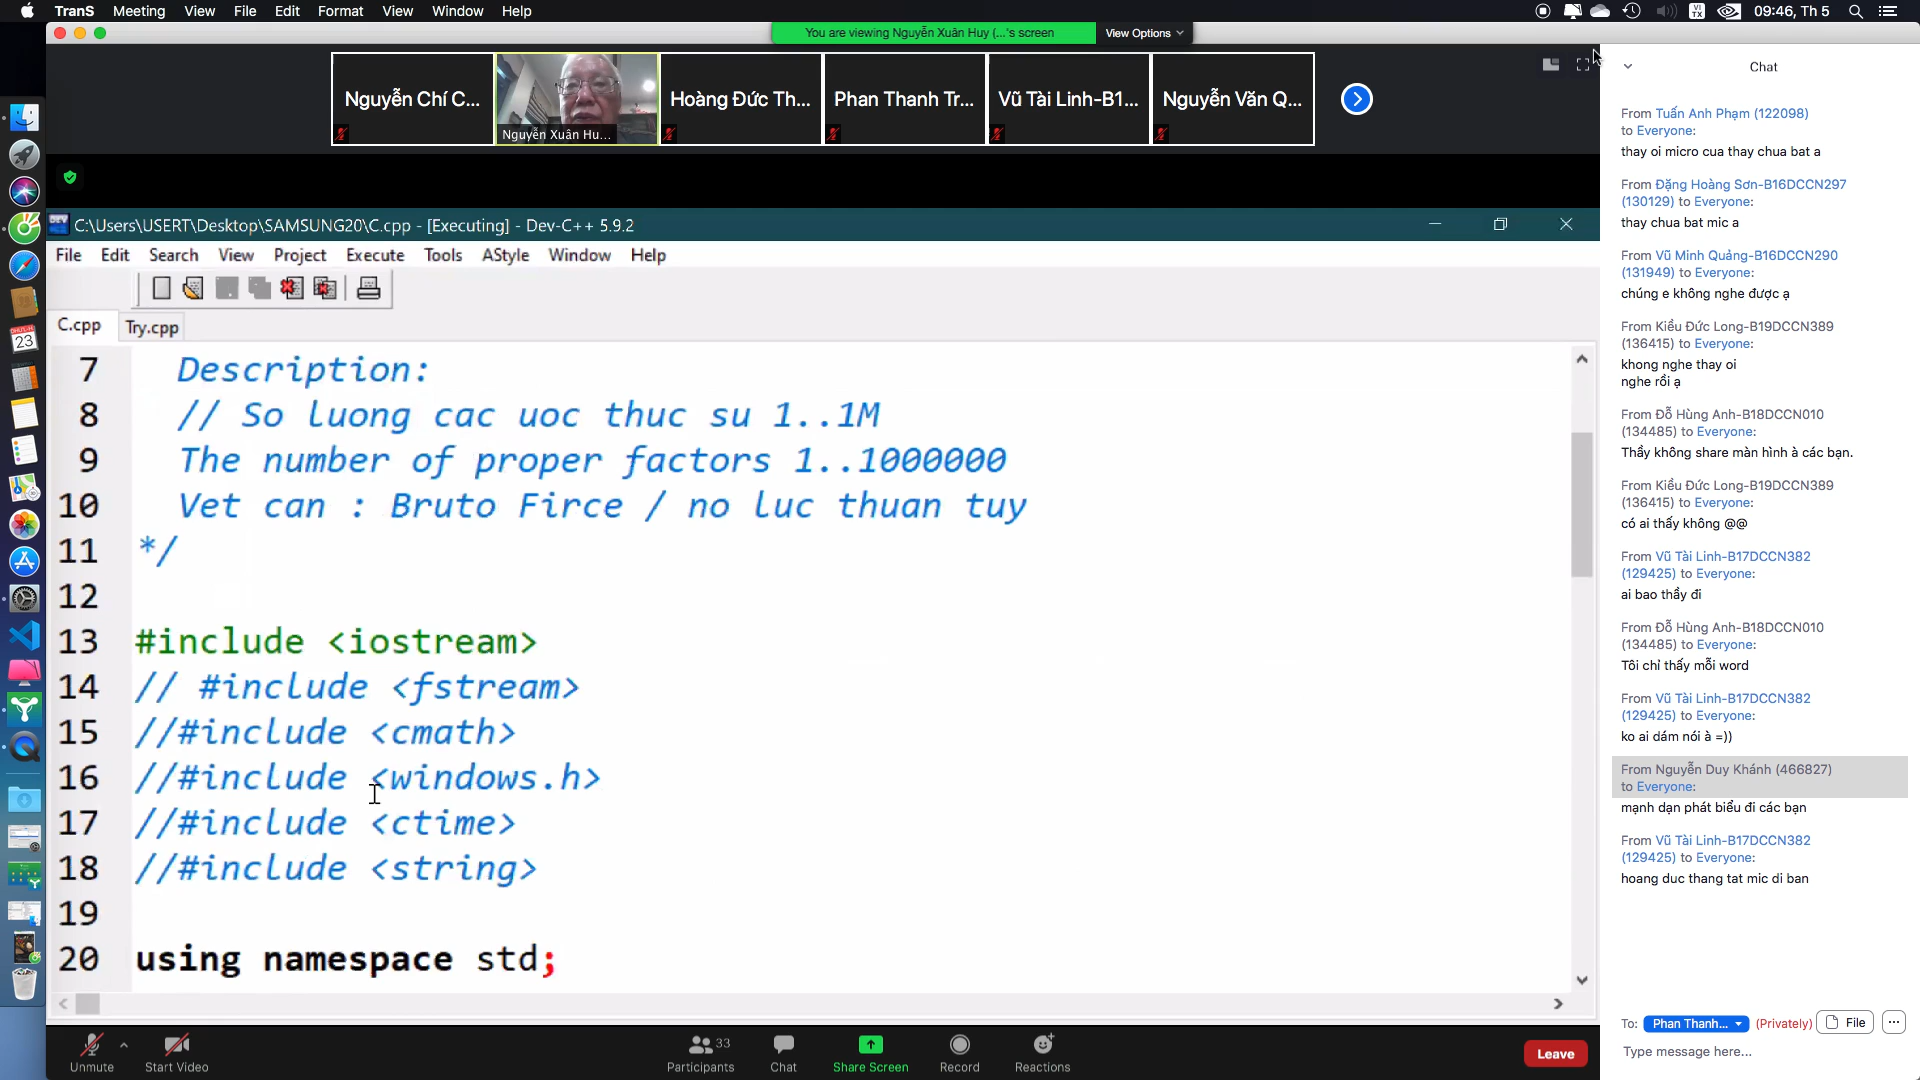 TranS Meeting View File Edit Format View Window Help
09:46, Th 5
You are viewing Nguyễn Xuân Huy (...'s screen
View Options
Nguyễn Chí C...
Nguyễn Xuân Hu...
Hoàng Đức Th...
Phan Thanh Tr...
Vũ Tài Linh-B1...
Nguyễn Văn Q...
C:\Users\USERT\Desktop\SAMSUNG20\C.cpp - [Executing] - Dev-C++ 5.9.2
File Edit Search View Project Execute Tools AStyle Window Help
C.cpp Try.cpp
7 Description:
8 // So luong cac uoc thuc su 1..1M
9 The number of proper factors 1..1000000
10 Vet can : Bruto Firce / no luc thuan tuy
11 */
12
13 #include <iostream>
14 // #include <fstream>
15 //#include <cmath>
16 //#include <windows.h>
17 //#include <ctime>
18 //#include <string>
19
20 using namespace std;
Unmute
Start Video
Participants 33
Chat
Share Screen
Record
Reactions
Leave
Chat
From Tuấn Anh Phạm (122098)
to Everyone:
thay oi micro cua thay chua bat a
From Đặng Hoàng Sơn-B16DCCN297
(130129) to Everyone:
thay chua bat mic a
From Vũ Minh Quảng-B16DCCN290
(131949) to Everyone:
chúng e không nghe được ạ
From Kiều Đức Long-B19DCCN389
(136415) to Everyone:
khong nghe thay oi
nghe rồi ạ
From Đỗ Hùng Anh-B18DCCN010
(134485) to Everyone:
Thầy không share màn hình à các bạn.
From Kiều Đức Long-B19DCCN389
(136415) to Everyone:
có ai thấy không @@
From Vũ Tài Linh-B17DCCN382
(129425) to Everyone:
ai bao thầy đi
From Đỗ Hùng Anh-B18DCCN010
(134485) to Everyone:
Tôi chỉ thấy mỗi word
From Vũ Tài Linh-B17DCCN382
(129425) to Everyone:
ko ai dám nói à =))
From Nguyễn Duy Khánh (466827)
to Everyone:
mạnh dạn phát biểu đi các bạn
From Vũ Tài Linh-B17DCCN382
(129425) to Everyone:
hoang duc thang tat mic di ban
To: Phan Thanh... (Privately) File
Type message here...